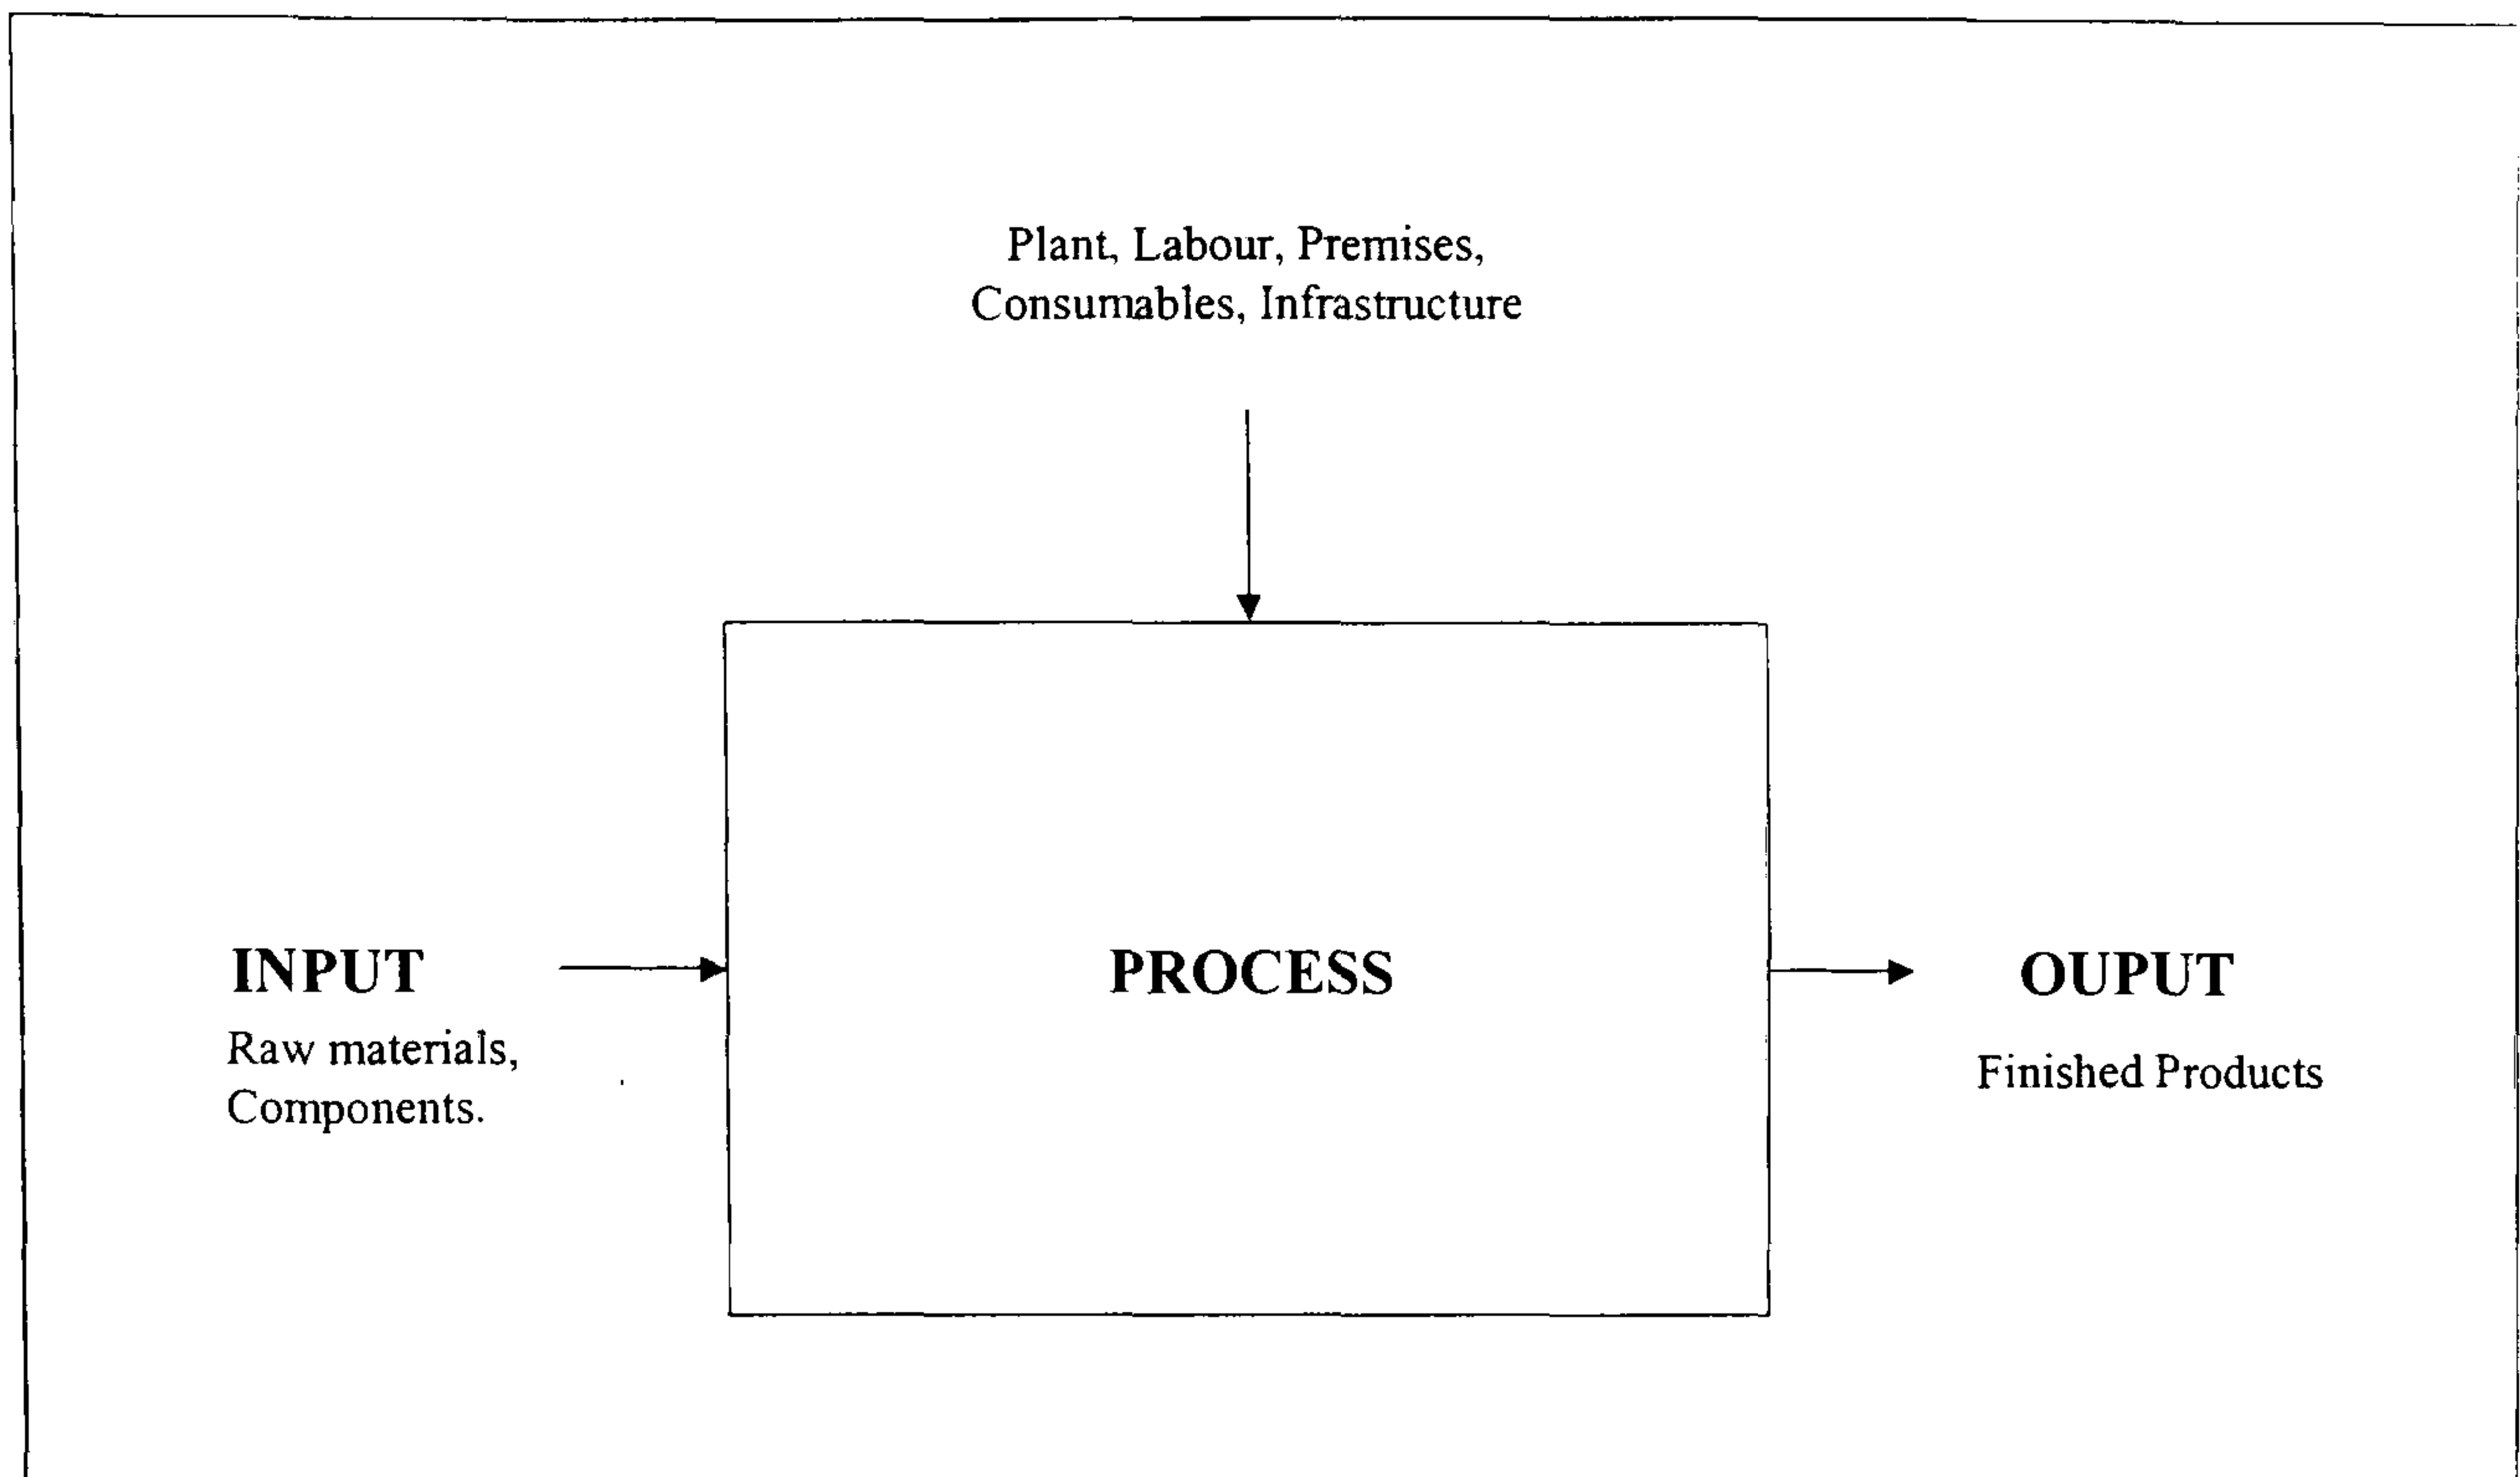 Plant, Labour, Premises,
Consumables, Infrastructure
INPUT
Raw materials,
Components.
PROCESS
OUPUT
Finished Products